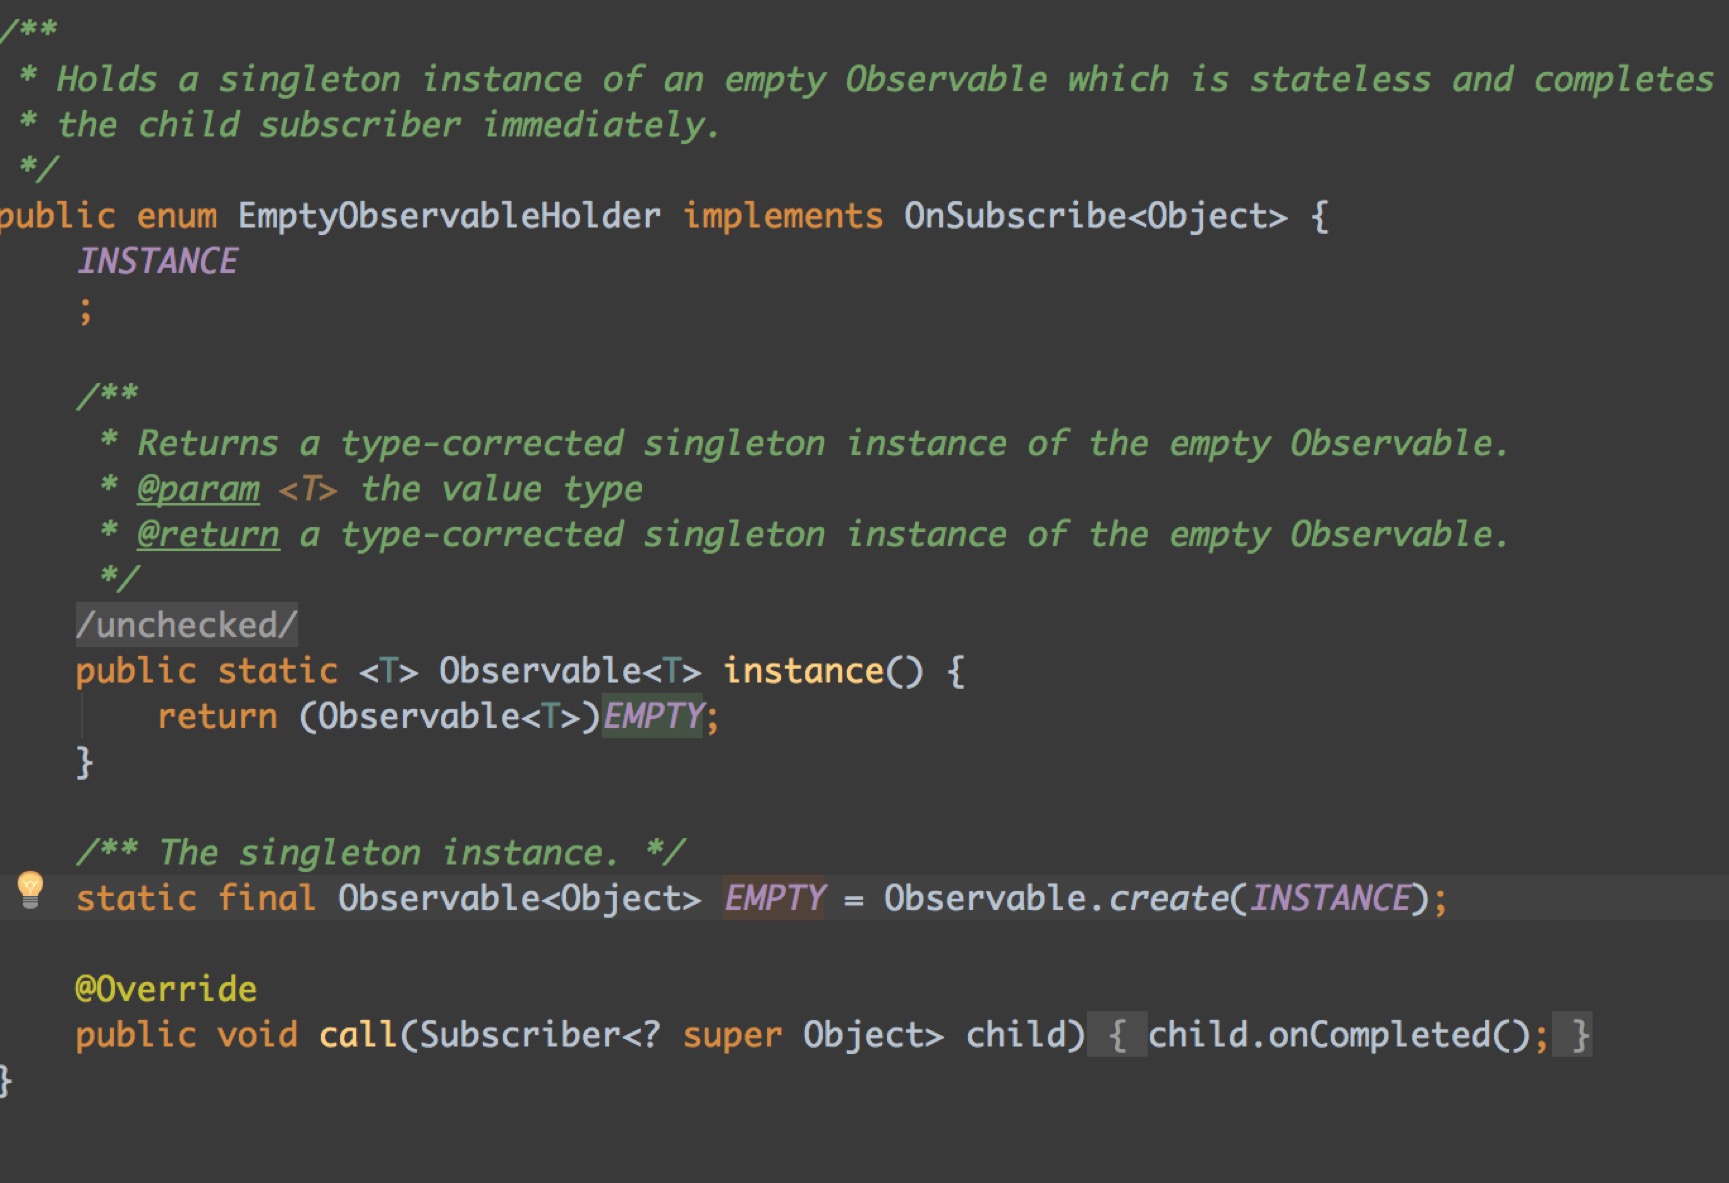 /**
 * Holds a singleton instance of an empty Observable which is stateless and completes
 * the child subscriber immediately.
 */
public enum EmptyObservableHolder implements OnSubscribe<Object> {
    INSTANCE
    ;

    /**
     * Returns a type-corrected singleton instance of the empty Observable.
     * @param <T> the value type
     * @return a type-corrected singleton instance of the empty Observable.
     */
    /unchecked/
    public static <T> Observable<T> instance() {
        return (Observable<T>)EMPTY;
    }

    /** The singleton instance. */
    static final Observable<Object> EMPTY = Observable.create(INSTANCE);

    @Override
    public void call(Subscriber<? super Object> child) { child.onCompleted(); }
}